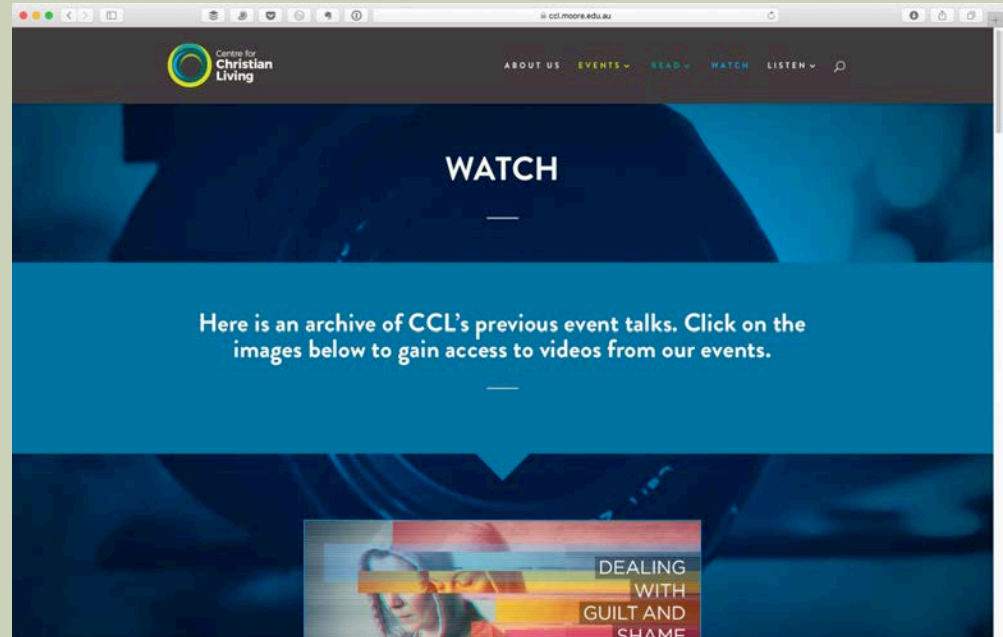 ccl.moore.edu.au
Centre for
Christian
Living
ABOUT US EVENTS READ WATCH LISTEN
WATCH
Here is an archive of CCL's previous event talks. Click on the
images below to gain access to videos from our events.
DEALING
WITH
GUILT AND
SHAME